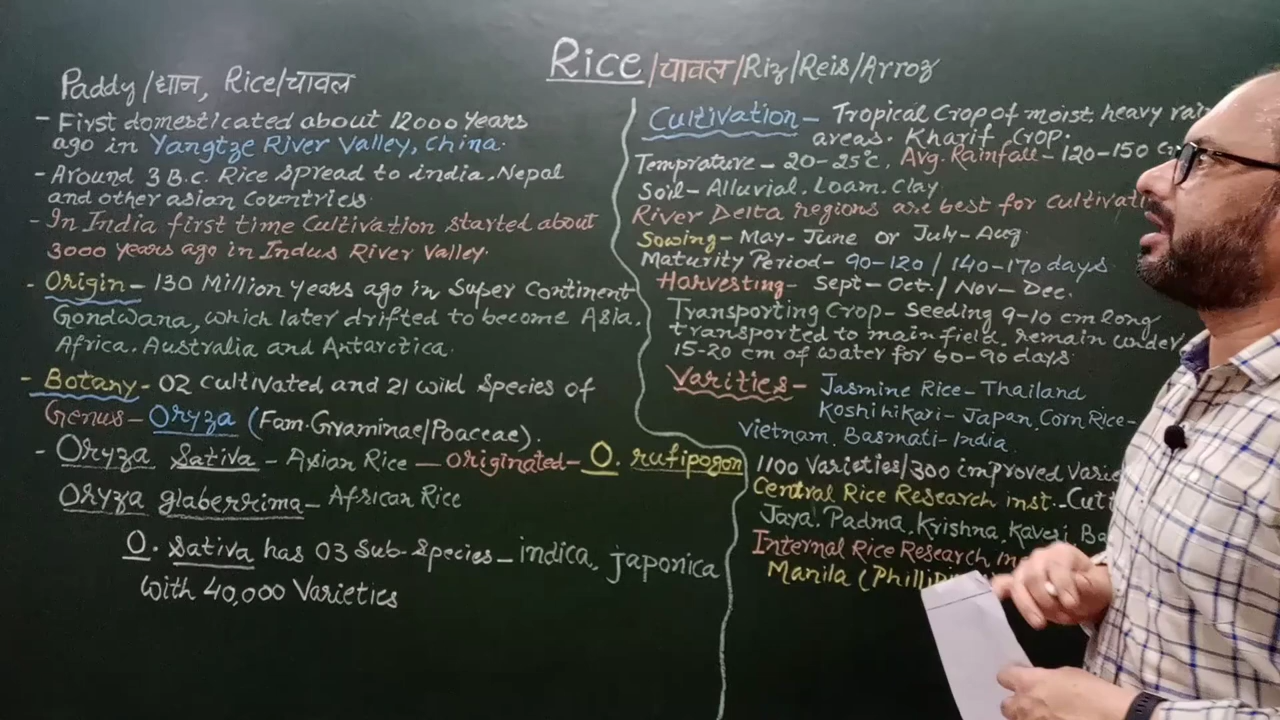 Rice/चावल/Riz/Reis/Arroz
Paddy/धान, Rice/चावल
- First domesticated about 12000 years
ago in Yangtze River Valley, China.
- Around 3 B.C. Rice spread to india, Nepal
and other asian Countries.
- In India first time Cultivation started about
3000 years ago in Indus River Valley.
- Origin - 130 Million years ago in Super Continent
Gondwana, which later drifted to become Asia,
Africa, Australia and Antarctica.
- Botany - 02 Cultivated and 21 wild Species of
Genus - Oryza (Fam. Graminae/Poaceae).
- Oryza Sativa - Asian Rice - Originated - O. rufipogon
Oryza glaberrima - African Rice
O. Sativa has 03 Sub-Species - indica, japonica
with 40,000 Varieties
Cultivation - Tropical Crop of moist, heavy
areas. Kharif Crop.
Temprature - 20-25°C, Avg. Rainfall - 120-150
Soil - Alluvial, Loam, Clay
River Delta regions are best for
Sowing - May-June or July-Aug
Maturity Period - 90-120 / 140-170 days
Harvesting - Sept-Oct. / Nov-Dec.
Transporting Crop - Seeding 9-10 cm long
transported to main field, remain under
15-20 cm of water for 60-90 days
Varities - Jasmine Rice - Thailand
Koshihikari - Japan, Corn Rice -
Vietnam, Basmati - India
1100 Varieties/300 improved
Central Rice Research inst. -
Jaya, Padma, Krishna, Kaveri,
Internal Rice Research
Manila